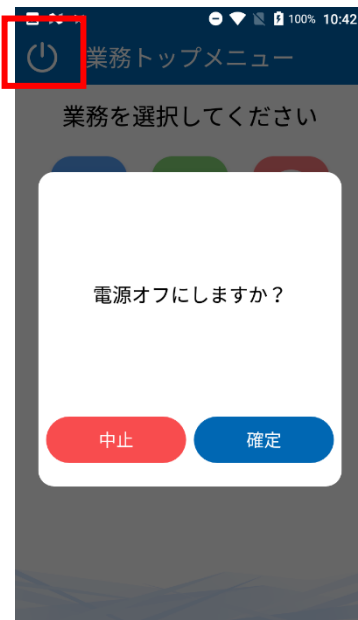 100% 10:42
業務トップメニュー
業務を選択してください
電源オフにしますか？
中止
確定